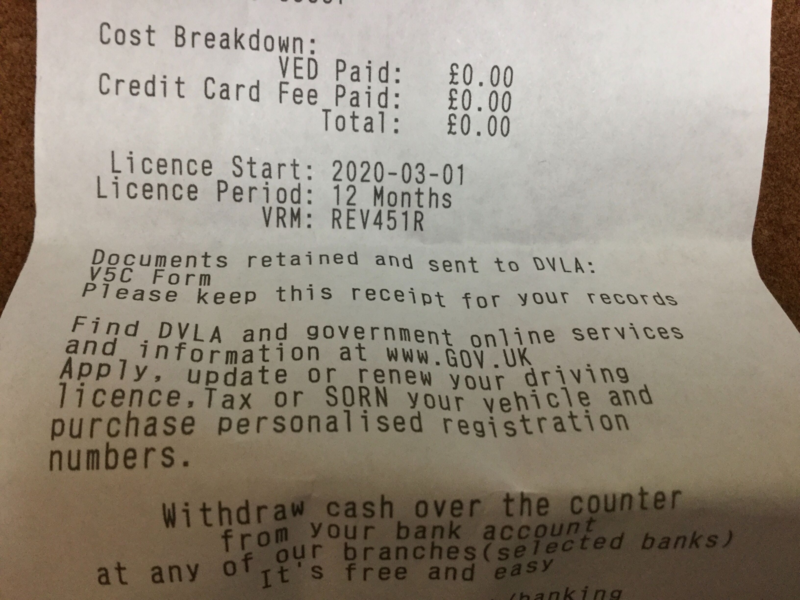 Cost Breakdown:
VED Paid: £0.00
Credit Card Fee Paid: £0.00
Total: £0.00
Licence Start: 2020-03-01
Licence Period: 12 Months
VRM: REV451R
Documents retained and sent to DVLA:
V5C Form
Please keep this receipt for your records
Find DVLA and government online services
and information at www.GOV.UK
Apply, update or renew your driving
licence,Tax or SORN your vehicle and
purchase personalised registration
numbers.
Withdraw cash over the counter
from your bank account
at any of our branches(selected banks)
It's free and easy
/banking